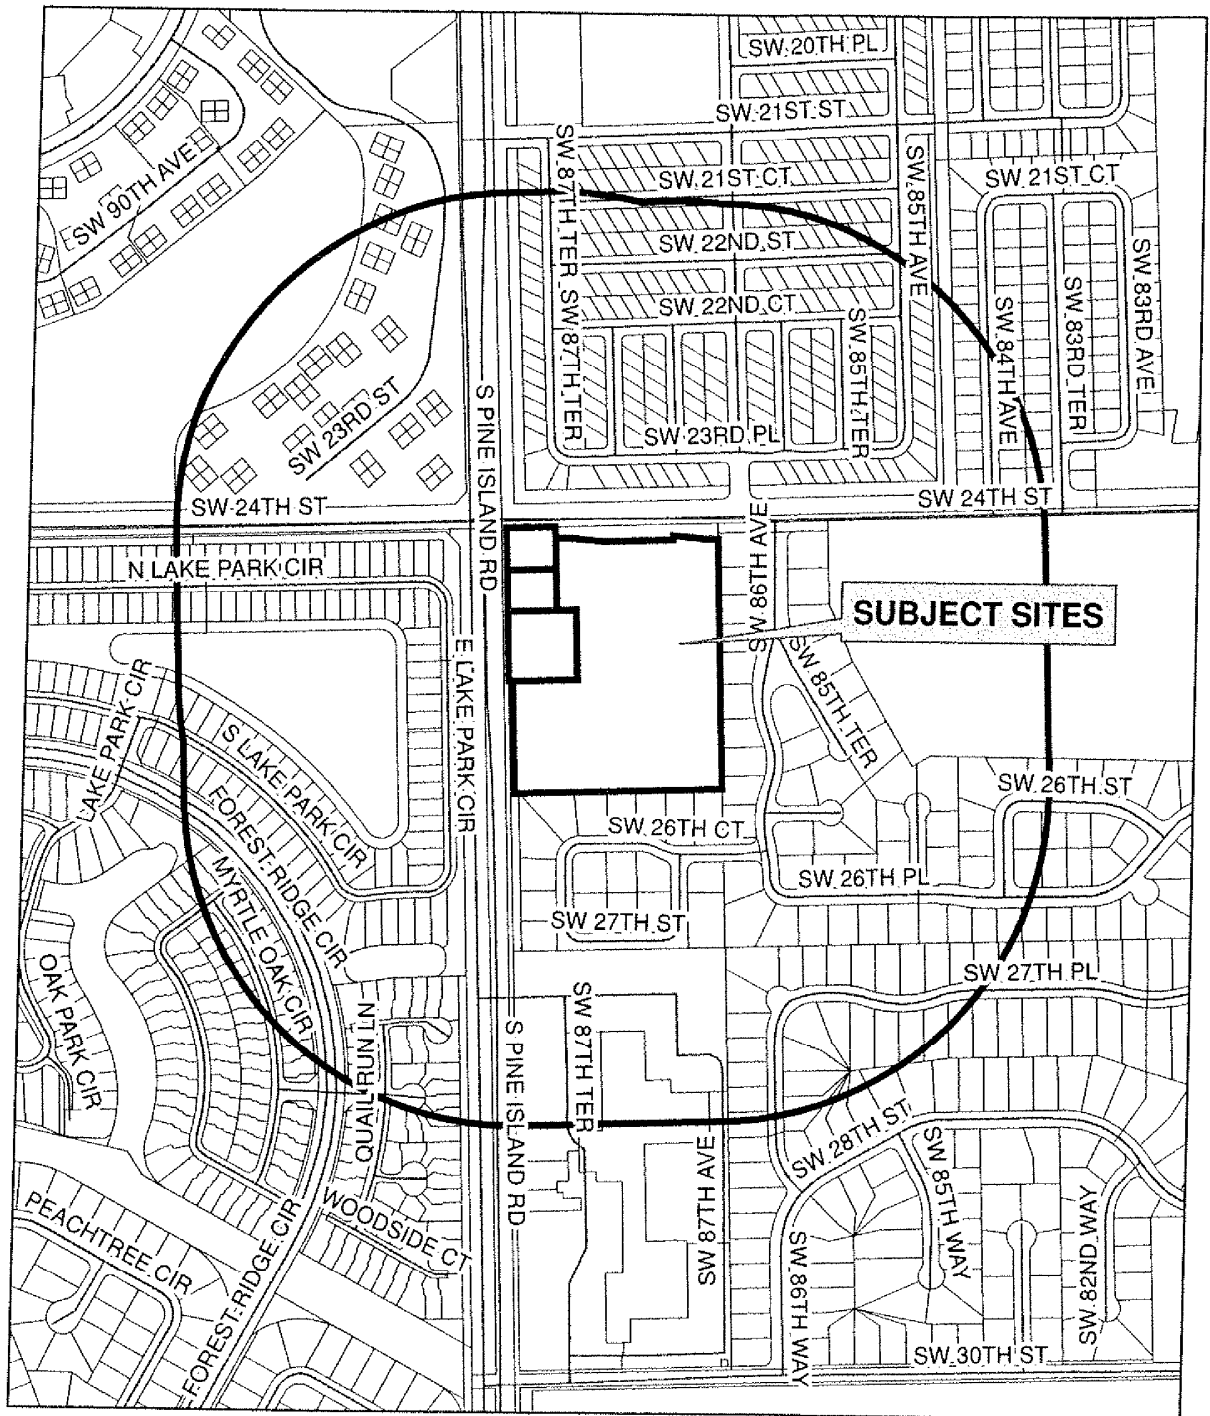 SW 20TH PL
SW 21ST ST
SW 87TH TER
SW 21ST CT
SW 85TH AVE
SW 21ST CT
SW 90TH AVE
SW 22ND ST
SW 83RD AVE
SW 22ND CT
SW 83RD TER
SW 87TH TER
SW 84TH AVE
SW 85TH TER
SW 23RD ST
S PINE ISLAND RD
SW 23RD PL
SW 24TH ST
SW 24TH ST
SW 86TH AVE
N LAKE PARK CIR
SUBJECT SITES
E LAKE PARK CIR
SW 85TH TER
LAKE PARK CIR
S LAKE PARK CIR
SW 26TH ST
FOREST RIDGE CIR
SW 26TH CT
MYRTLE OAK CIR
SW 26TH PL
SW 27TH ST
OAK PARK CIR
SW 27TH PL
QUAIL RUN LN
S PINE ISLAND RD
SW 87TH TER
SW 28TH ST
SW 87TH AVE
SW 85TH WAY
PEACHTREE CIR
WOODSIDE CT
FOREST RIDGE CIR
SW 86TH WAY
SW 82ND WAY
SW 30TH ST